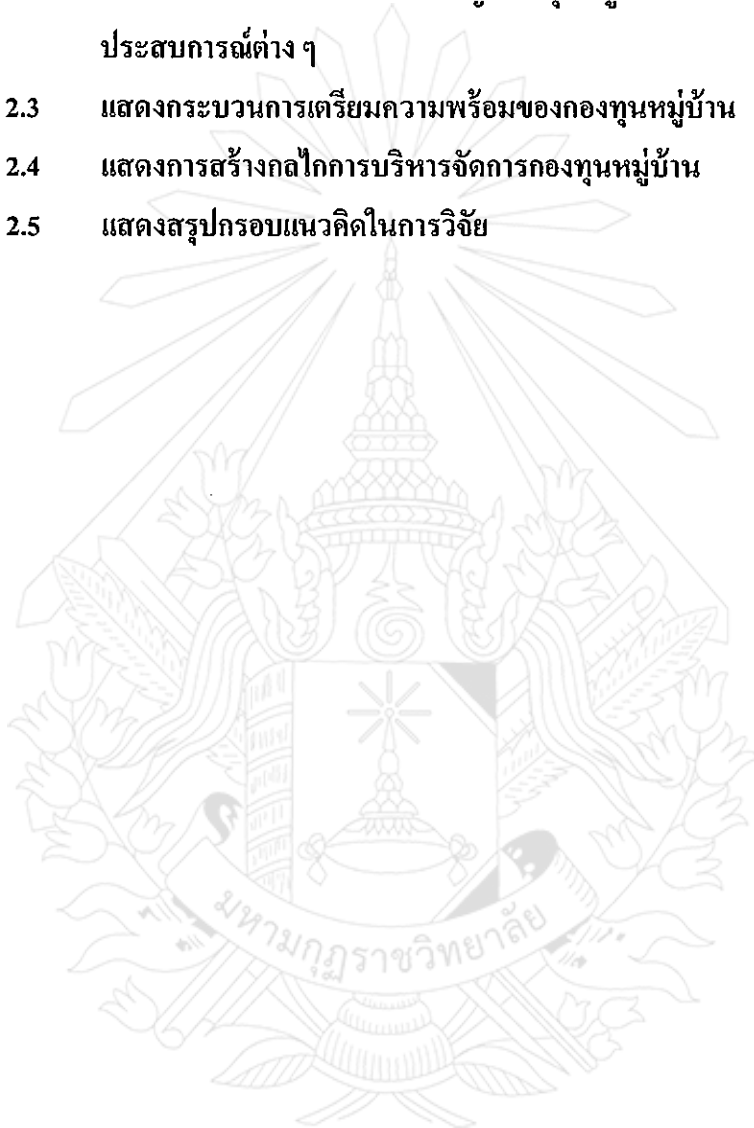 ประสบการณ์ต่าง ๆ
2.3 แสดงกระบวนการเตรียมความพร้อมของกองทุนหมู่บ้าน
2.4 แสดงการสร้างกลไกการบริหารจัดการกองทุนหมู่บ้าน
2.5 แสดงสรุปกรอบแนวคิดในการวิจัย
มหามกุฏราชวิทยาลัย